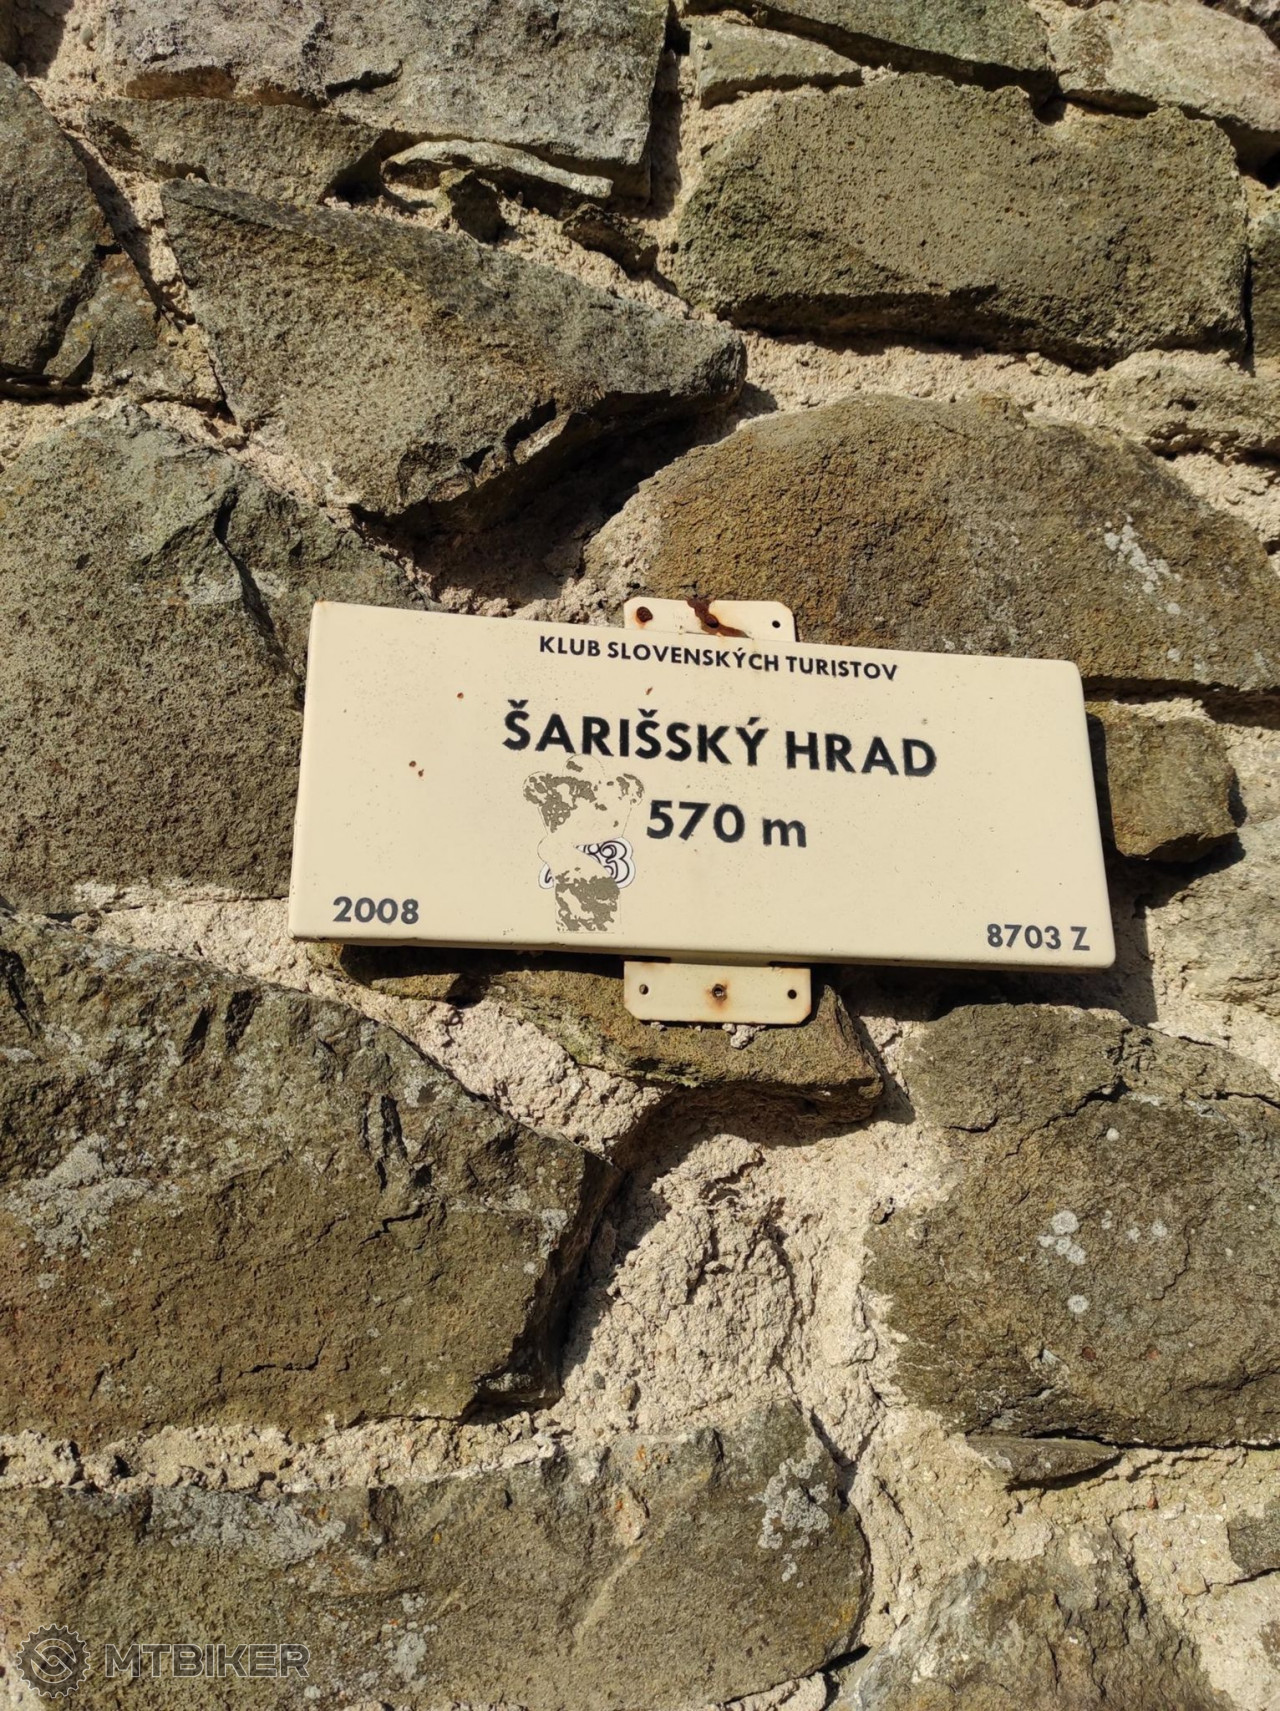 KLUB SLOVENSKÝCH TURISTOV
ŠARIŠSKÝ HRAD
570 m
2008
8703 Z
MTBIKER